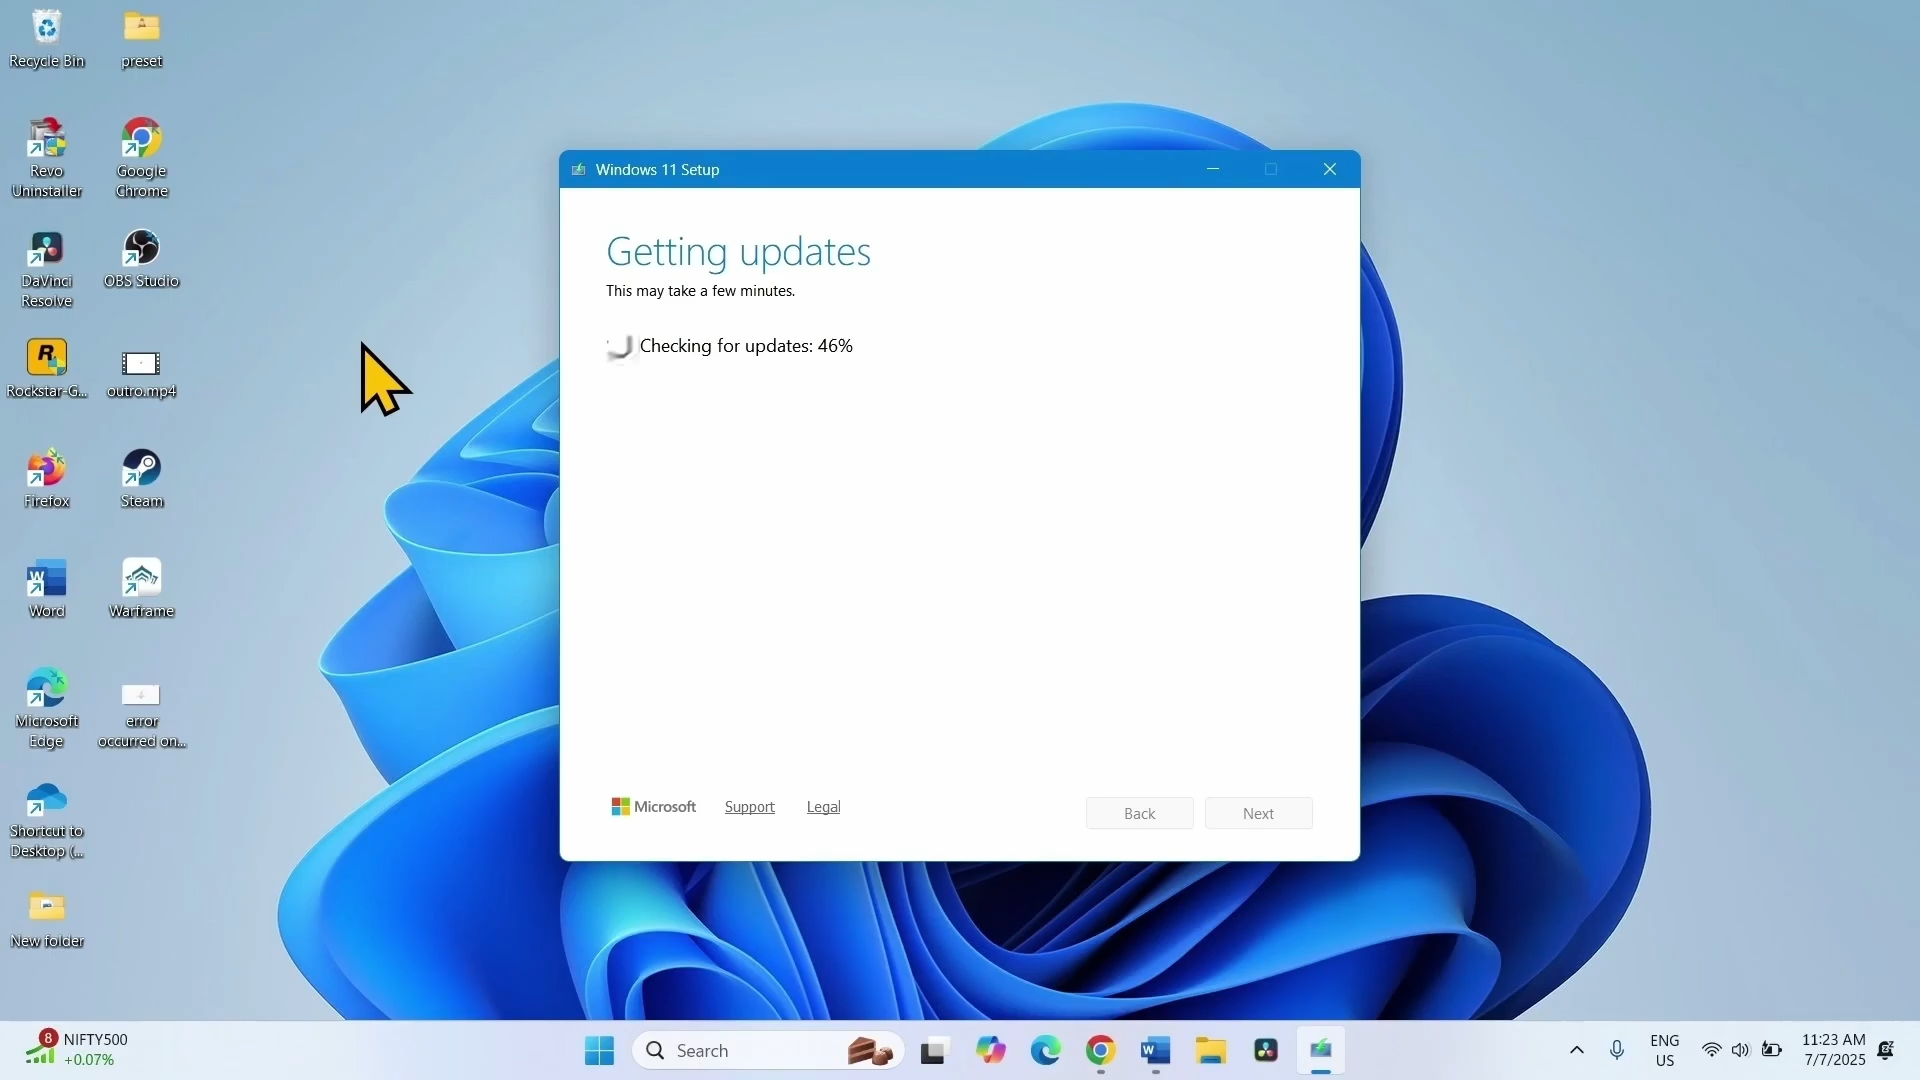 Recycle Bin
preset
Revo
Uninstaller
Google
Chrome
DaVinci
Resolve
OBS Studio
Rockstar-G...
outro.mp4
Firefox
Steam
Word
Warframe
Microsoft
Edge
error
occurred on...
Shortcut to
Desktop (...
New folder
Windows 11 Setup
Getting updates
This may take a few minutes.
Checking for updates: 46%
Microsoft
Support
Legal
Back
Next
8
NIFTY500
+0.07%
Search
ENG
US
11:23 AM
7/7/2025